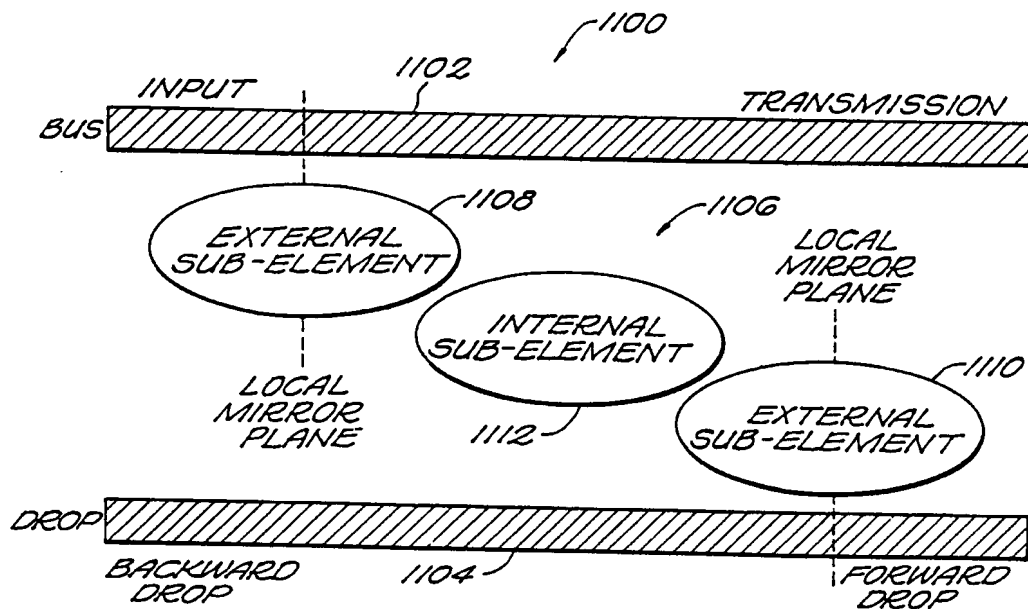 1100
1102
INPUT
TRANSMISSION
BUS
1108
EXTERNAL
SUB-ELEMENT
1106
LOCAL
MIRROR
PLANE
INTERNAL
SUB-ELEMENT
1110
LOCAL
MIRROR
PLANE
1112
EXTERNAL
SUB-ELEMENT
DROP
BACKWARD
DROP
1104
FORWARD
DROP